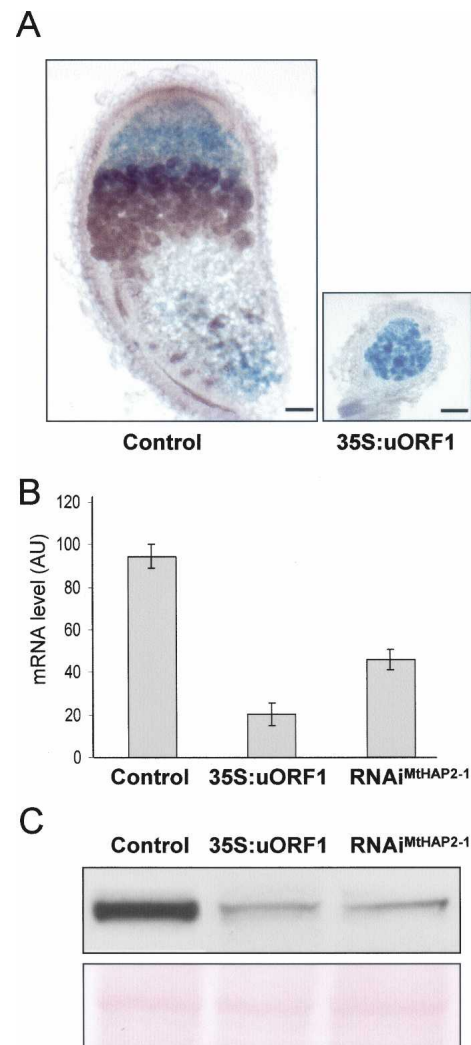 A
Control 35S:uORF1
B
mRNA level (AU)
120
100
80
60
40
20
0
Control 35S:uORF1 RNAiMtHAP2-1
C
Control 35S:uORF1 RNAiMtHAP2-1